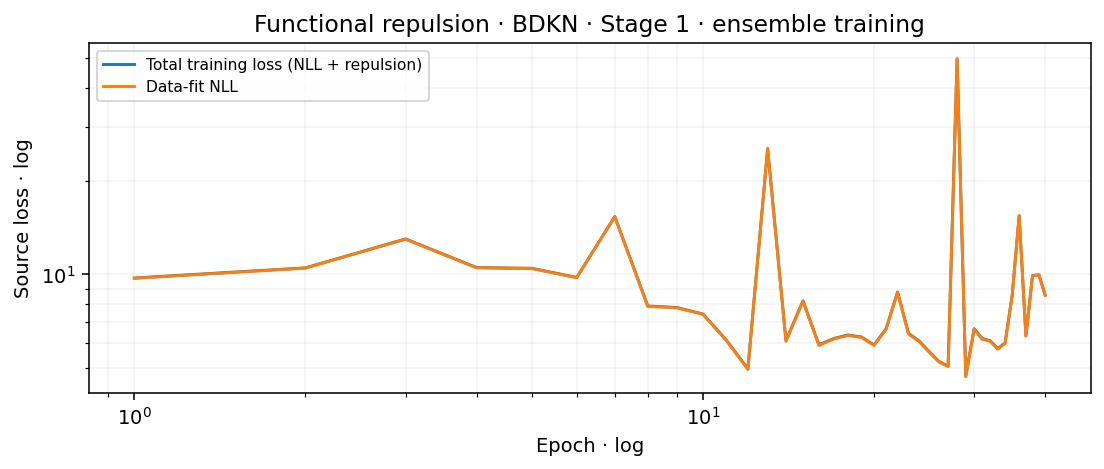 Functional repulsion · BDKN · Stage 1 · ensemble training
Total training loss (NLL + repulsion)
Data-fit NLL
Source loss · log
10¹
10⁰
10¹
Epoch · log